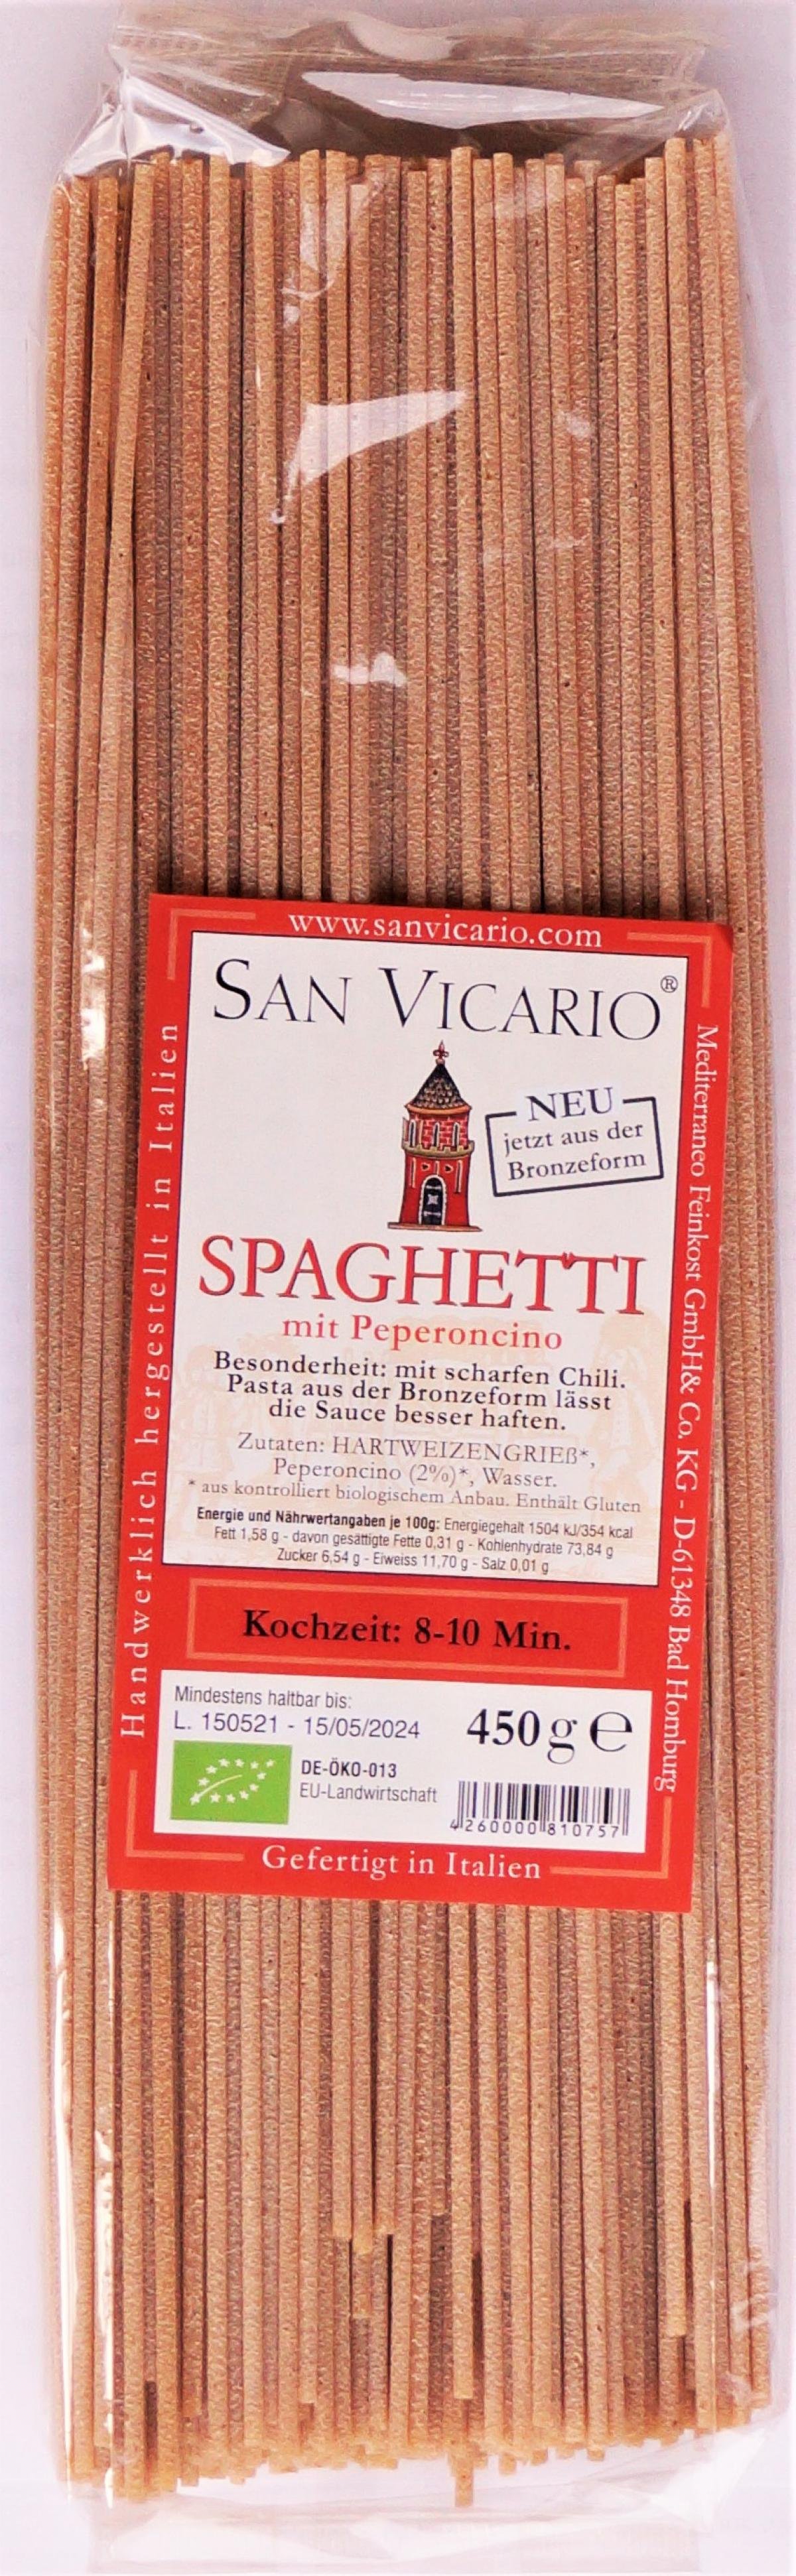 www.sanvicario.com
SAN VICARIO®
NEU
jetzt aus der
Bronzeform
SPAGHETTI
mit Peperoncino
Besonderheit: mit scharfen Chili.
Pasta aus der Bronzeform lässt
die Sauce besser haften.
Zutaten: HARTWEIZENGRIEß*,
Peperoncino (2%)*, Wasser.
* aus kontrolliert biologischem Anbau. Enthält Gluten
Energie und Nährwertangaben je 100g: Energiegehalt 1504 kJ/354 kcal
Fett 1,58 g - davon gesättigte Fette 0,31 g - Kohlenhydrate 73,84 g
Zucker 6,54 g - Eiweiss 11,70 g - Salz 0,01 g
Kochzeit: 8-10 Min.
Mindestens haltbar bis:
L. 150521 - 15/05/2024
450 g e
DE-ÖKO-013
EU-Landwirtschaft
4 260000 810757
Gefertigt in Italien
Handwerklich hergestellt in Italien
Mediterraneo Feinkost GmbH& Co. KG - D-61348 Bad Homburg